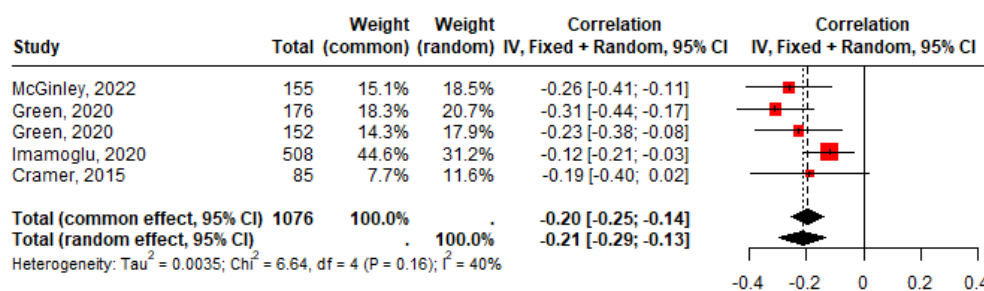 Weight Weight Correlation Correlation
Study Total (common) (random) IV, Fixed + Random, 95% CI IV, Fixed + Random, 95% CI
McGinley, 2022 155 15.1% 18.5% -0.26 [-0.41; -0.11]
Green, 2020 176 18.3% 20.7% -0.31 [-0.44; -0.17]
Green, 2020 152 14.3% 17.9% -0.23 [-0.38; -0.08]
Imamoglu, 2020 508 44.6% 31.2% -0.12 [-0.21; -0.03]
Cramer, 2015 85 7.7% 11.6% -0.19 [-0.40; 0.02]
Total (common effect, 95% CI) 1076 100.0% . -0.20 [-0.25; -0.14]
Total (random effect, 95% CI) . 100.0% -0.21 [-0.29; -0.13]
Heterogeneity: Tau² = 0.0035; Chi² = 6.64, df = 4 (P = 0.16); I² = 40%
-0.4 -0.2 0 0.2 0.4